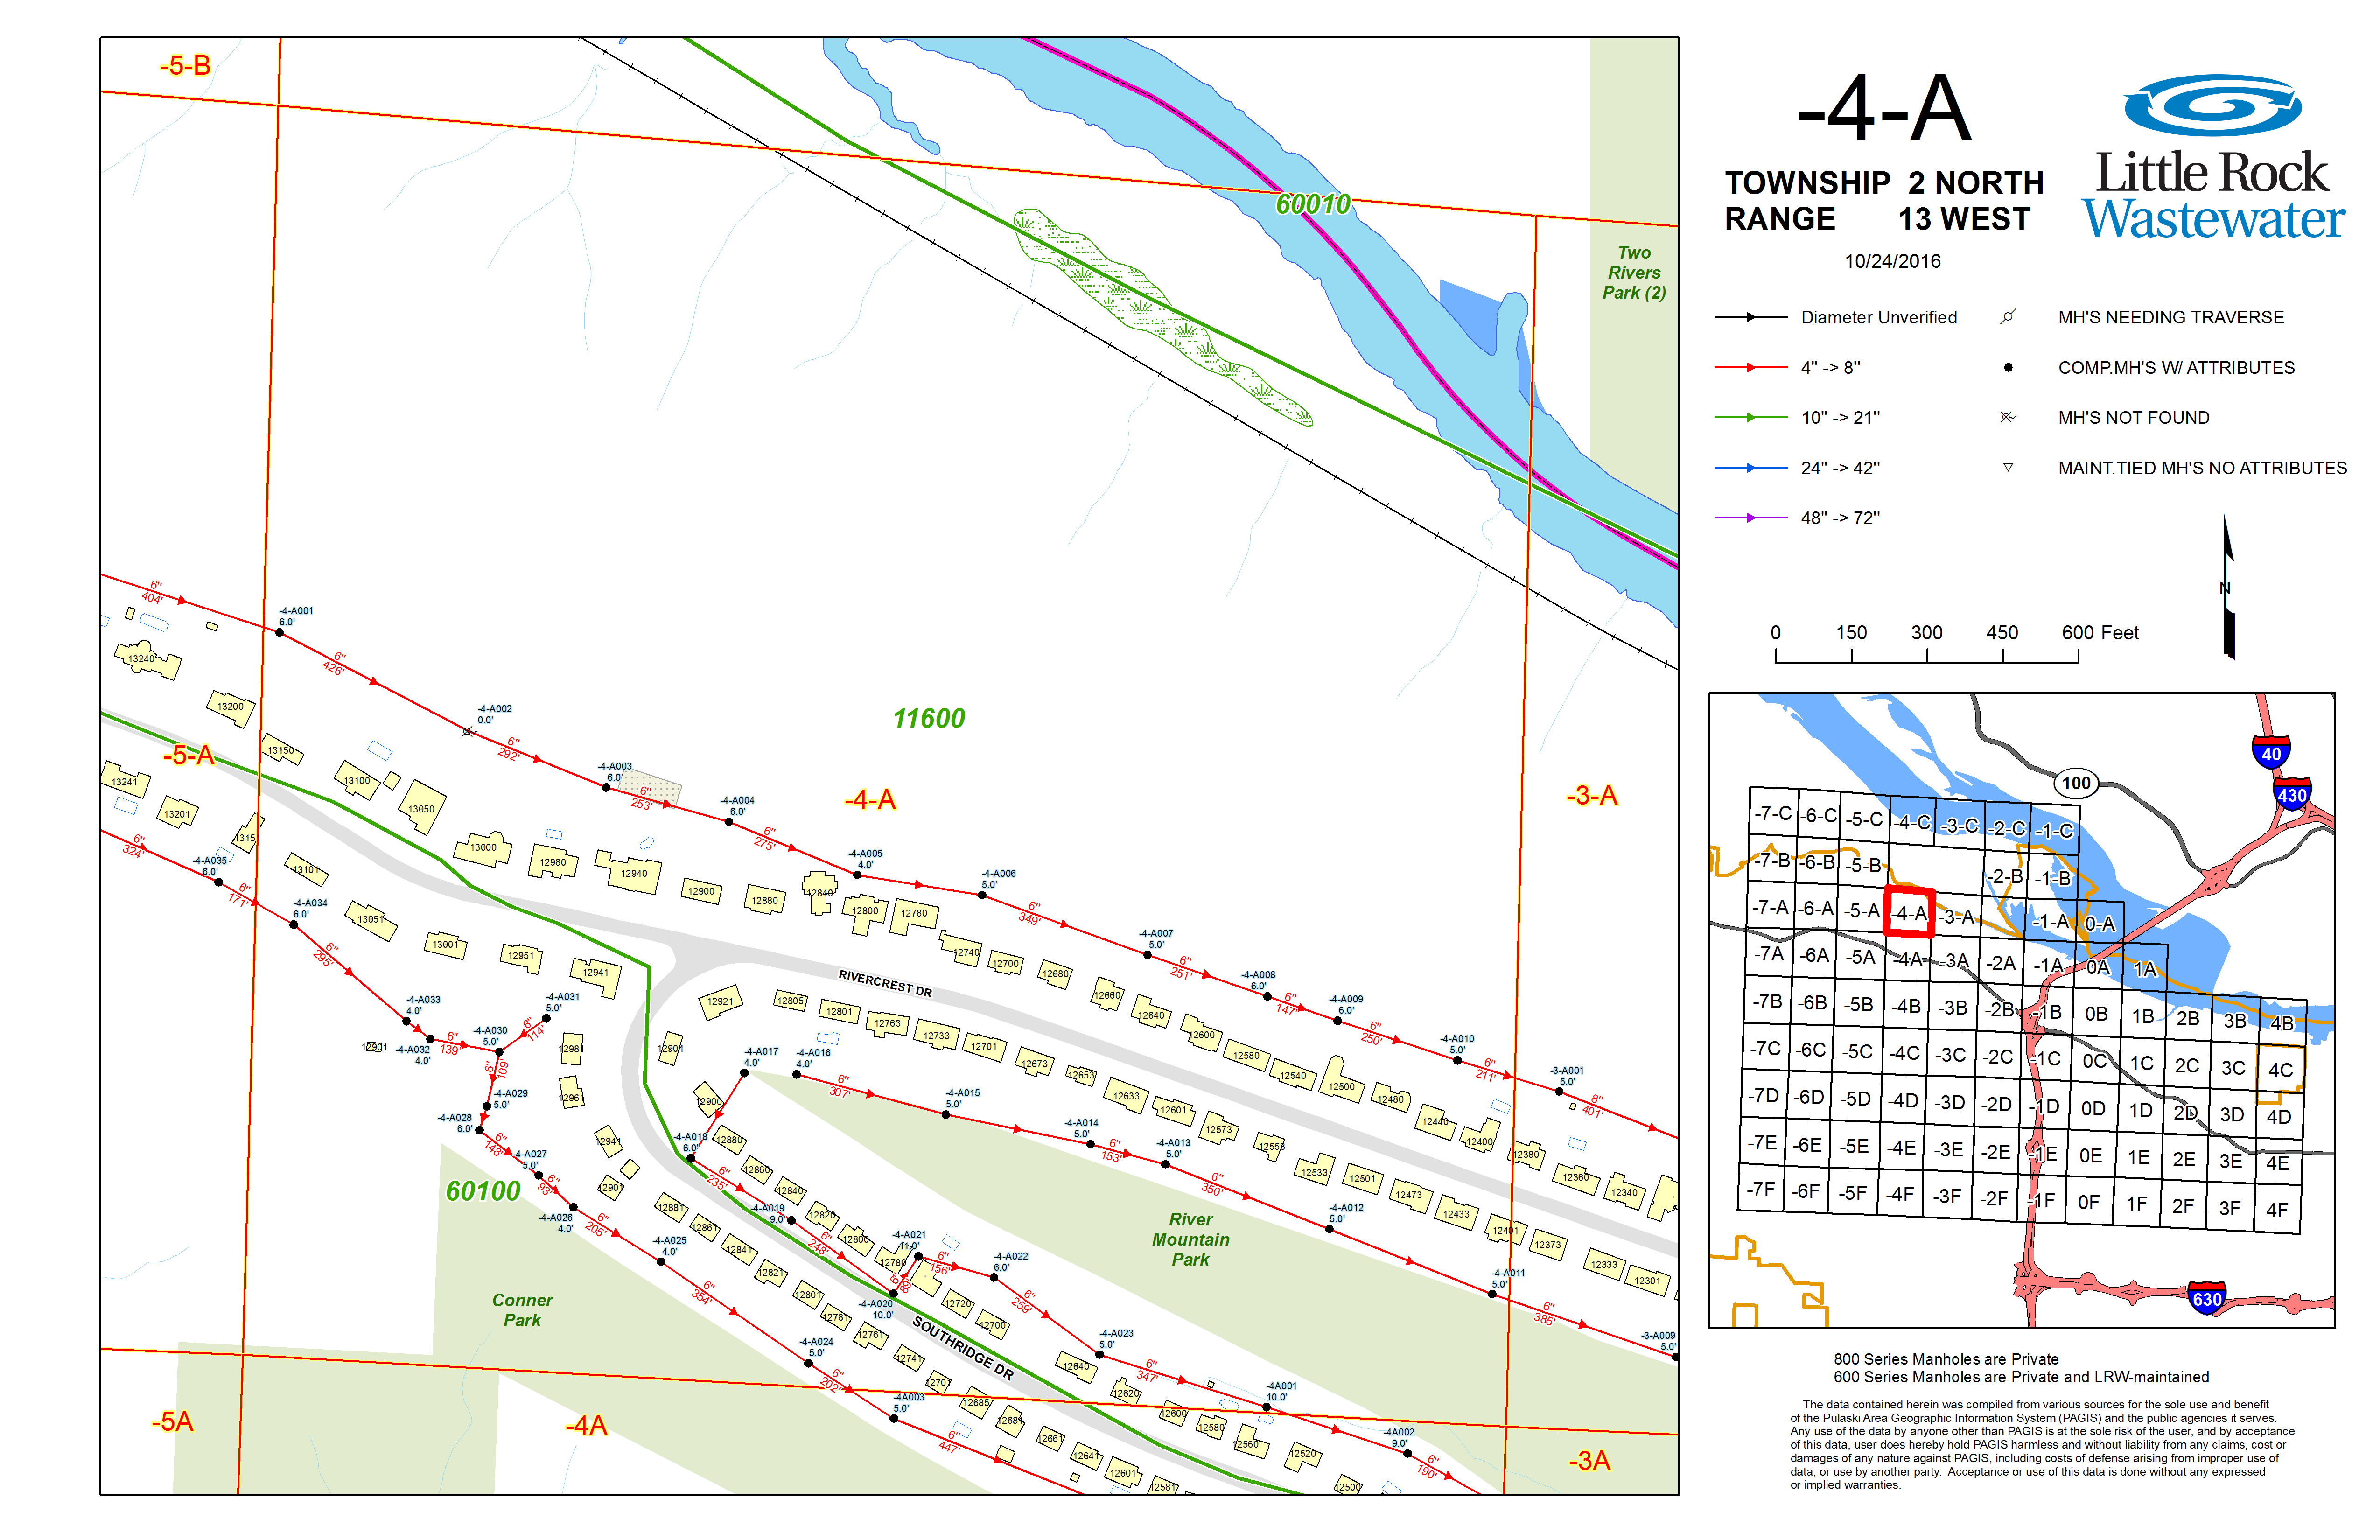 -4-A
TOWNSHIP 2 NORTH
RANGE 13 WEST
10/24/2016
Little Rock
Wastewater
Diameter Unverified
4" -> 8"
10" -> 21"
24" -> 42"
48" -> 72"
MH'S NEEDING TRAVERSE
COMP.MH'S W/ ATTRIBUTES
MH'S NOT FOUND
MAINT.TIED MH'S NO ATTRIBUTES
N
0 150 300 450 600 Feet
-5-B
60010
Two
Rivers
Park (2)
6"
404'
-4-A001
6.0'
6"
426'
13240
13200
-4-A002
0.0'
11600
6"
292'
-5-A
13150
13100
13241
13201
13050
13151
-4-A003
6.0'
6"
253'
-4-A
-4-A004
6.0'
-3-A
6"
275'
13000
12980
12940
12900
12880
12840
12800
12780
-4-A005
4.0'
-4-A006
5.0'
6"
349'
6"
324'
-4-A035
6.0'
6"
171'
13101
-4-A034
6.0'
13051
13001
12951
12941
6"
295'
-4-A007
5.0'
6"
251'
12740
12700
12680
12660
12640
12600
12580
12540
12500
12480
12440
12400
12380
12360
12340
-4-A008
6.0'
6"
147'
-4-A009
6.0'
6"
250'
-4-A010
5.0'
6"
211'
-3-A001
5.0'
8"
401'
RIVERCREST DR
12921
12805
12801
12763
12733
12701
12673
12653
12633
12601
12573
12553
12533
12501
12473
12433
12401
12373
12333
12301
-4-A033
4.0'
-4-A031
5.0'
12901
-4-A032
4.0'
6"
139'
-4-A030
5.0'
6"
114'
6"
109'
12981
12904
-4-A029
5.0'
12961
-4-A028
6.0'
6"
148'
-4-A027
5.0'
6"
93'
12941
12901
60100
-4-A026
4.0'
6"
205'
-4-A025
4.0'
-4-A017
4.0'
-4-A016
4.0'
6"
307'
-4-A015
5.0'
-4-A014
5.0'
6"
153'
-4-A013
5.0'
6"
350'
-4-A012
5.0'
-4-A011
5.0'
6"
385'
-3-A009
5.0'
12900
-4-A018
6.0'
12880
12860
12840
12820
12800
12780
6"
235'
-4-A019
9.0'
6"
248'
-4-A021
11.0'
6"
156'
-4-A022
6.0'
6"
89'
-4-A020
10.0'
6"
259'
12720
12700
River
Mountain
Park
12881
12861
12841
12821
12801
12781
12761
12741
12701
12685
12681
12661
12641
12601
12581
Conner
Park
6"
354'
-4-A024
5.0'
6"
202'
-4-A003
5.0'
6"
447'
SOUTHRIDGE DR
-4-A023
5.0'
6"
347'
12640
12620
12600
12580
12560
12520
12500
-4A001
10.0'
-4A002
9.0'
6"
190'
-5A
-4A
-3A
40
430
100
630
-7-C -6-C -5-C -4-C -3-C -2-C -1-C
-7-B -6-B -5-B -2-B -1-B
-7-A -6-A -5-A -4-A -3-A -1-A 0-A
-7A -6A -5A -4A -3A -2A -1A 0A 1A
-7B -6B -5B -4B -3B -2B -1B 0B 1B 2B 3B 4B
-7C -6C -5C -4C -3C -2C -1C 0C 1C 2C 3C 4C
-7D -6D -5D -4D -3D -2D -1D 0D 1D 2D 3D 4D
-7E -6E -5E -4E -3E -2E -1E 0E 1E 2E 3E 4E
-7F -6F -5F -4F -3F -2F -1F 0F 1F 2F 3F 4F
800 Series Manholes are Private
600 Series Manholes are Private and LRW-maintained
The data contained herein was compiled from various sources for the sole use and benefit
of the Pulaski Area Geographic Information System (PAGIS) and the public agencies it serves.
Any use of the data by anyone other than PAGIS is at the sole risk of the user, and by acceptance
of this data, user does hereby hold PAGIS harmless and without liability from any claims, cost or
damages of any nature against PAGIS, including costs of defense arising from improper use of
data, or use by another party. Acceptance or use of this data is done without any expressed
or implied warranties.